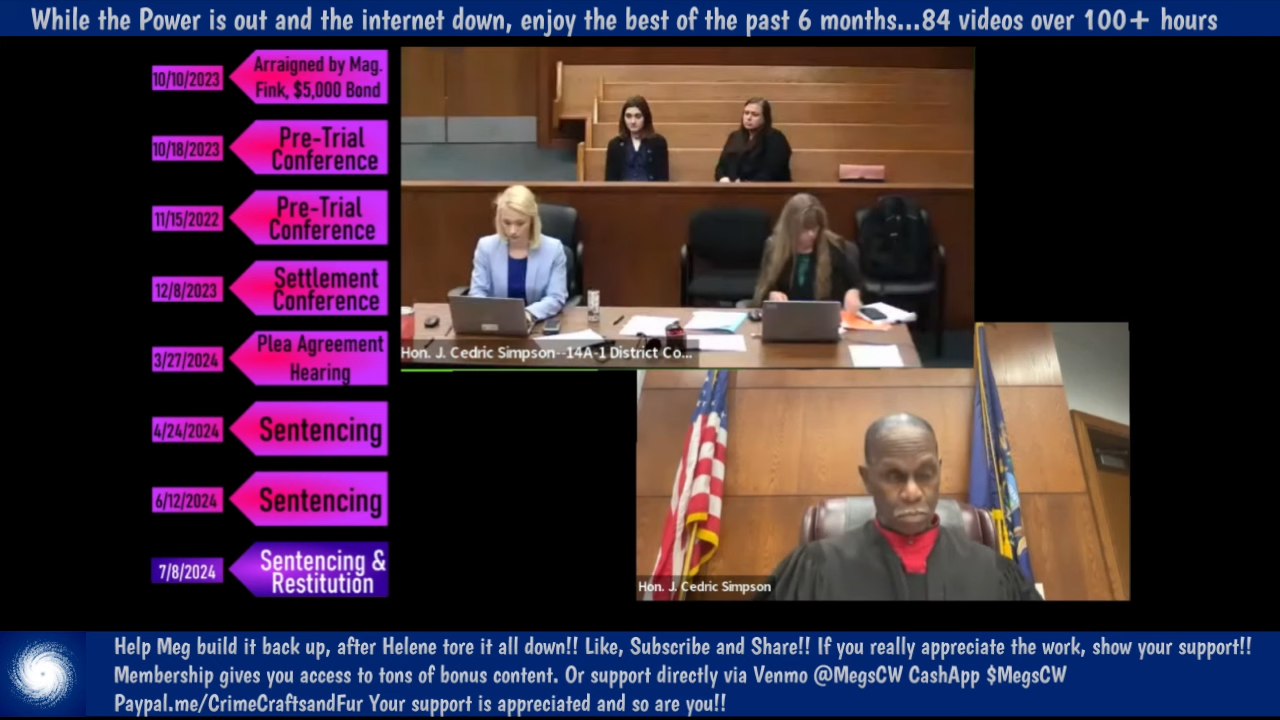 While the Power is out and the internet down, enjoy the best of the past 6 months...84 videos over 100+ hours
10/10/2023
Arraigned by Mag.
Fink, $5,000 Bond
10/18/2023
Pre-Trial
Conference
11/15/2022
Pre-Trial
Conference
12/8/2023
Settlement
Conference
3/27/2024
Plea Agreement
Hearing
4/24/2024
Sentencing
6/12/2024
Sentencing
7/8/2024
Sentencing &
Restitution
Hon. J. Cedric Simpson--14A-1 District Co...
Hon. J. Cedric Simpson
Help Meg build it back up, after Helene tore it all down!! Like, Subscribe and Share!! If you really appreciate the work, show your support!!
Membership gives you access to tons of bonus content. Or support directly via Venmo @MegsCW CashApp $MegsCW
Paypal.me/CrimeCraftsandFur Your support is appreciated and so are you!!